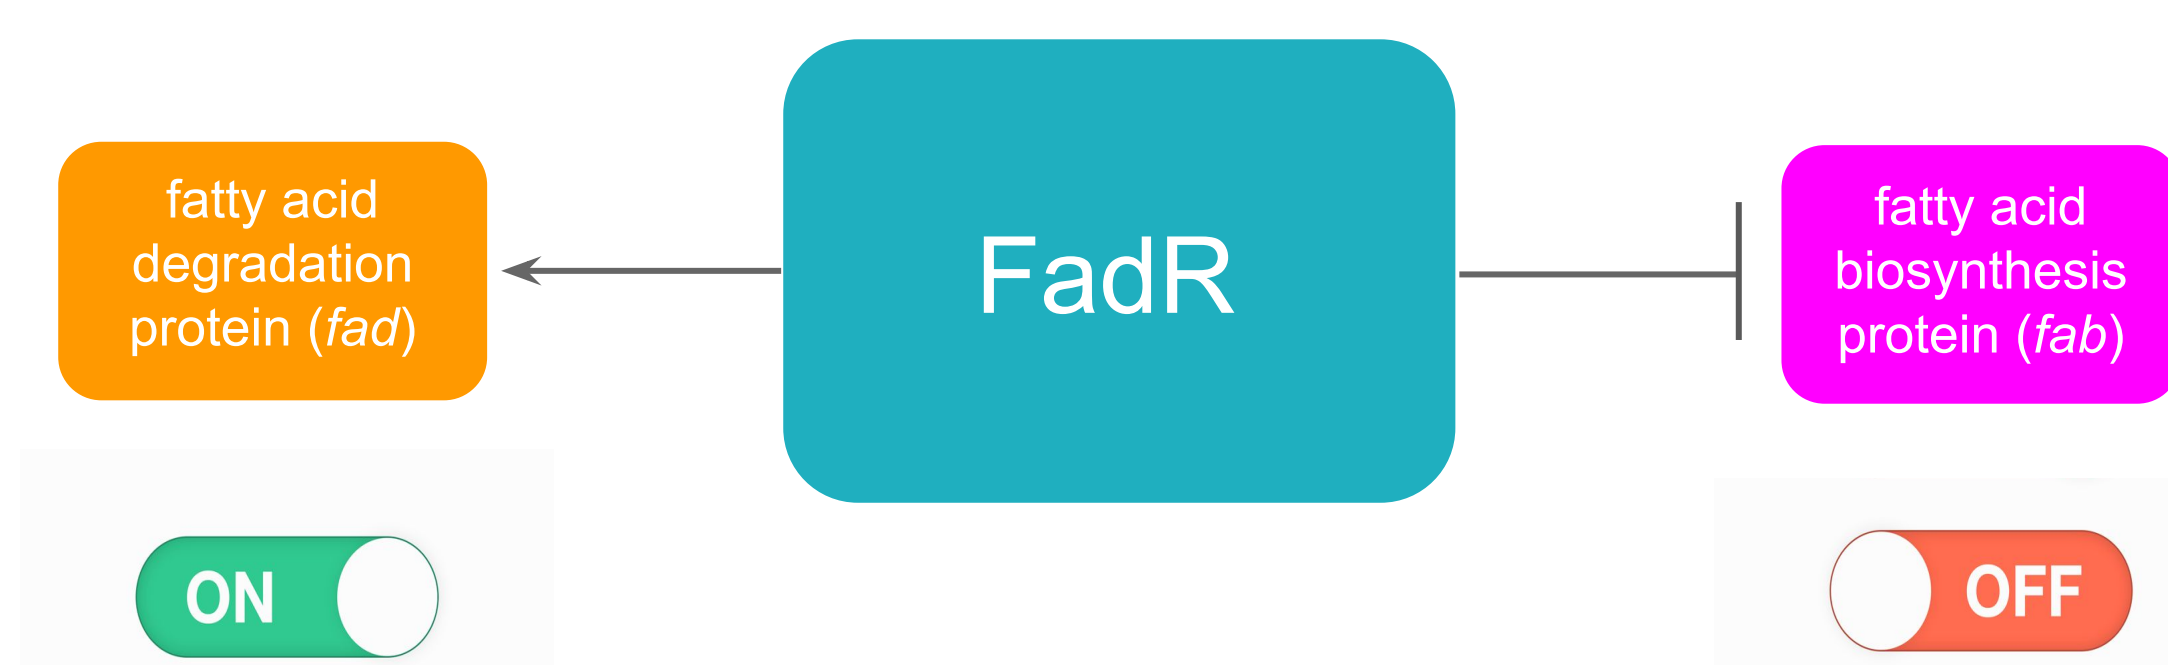 fatty acid
degradation
protein (fad)
FadR
fatty acid
biosynthesis
protein (fab)
ON
OFF